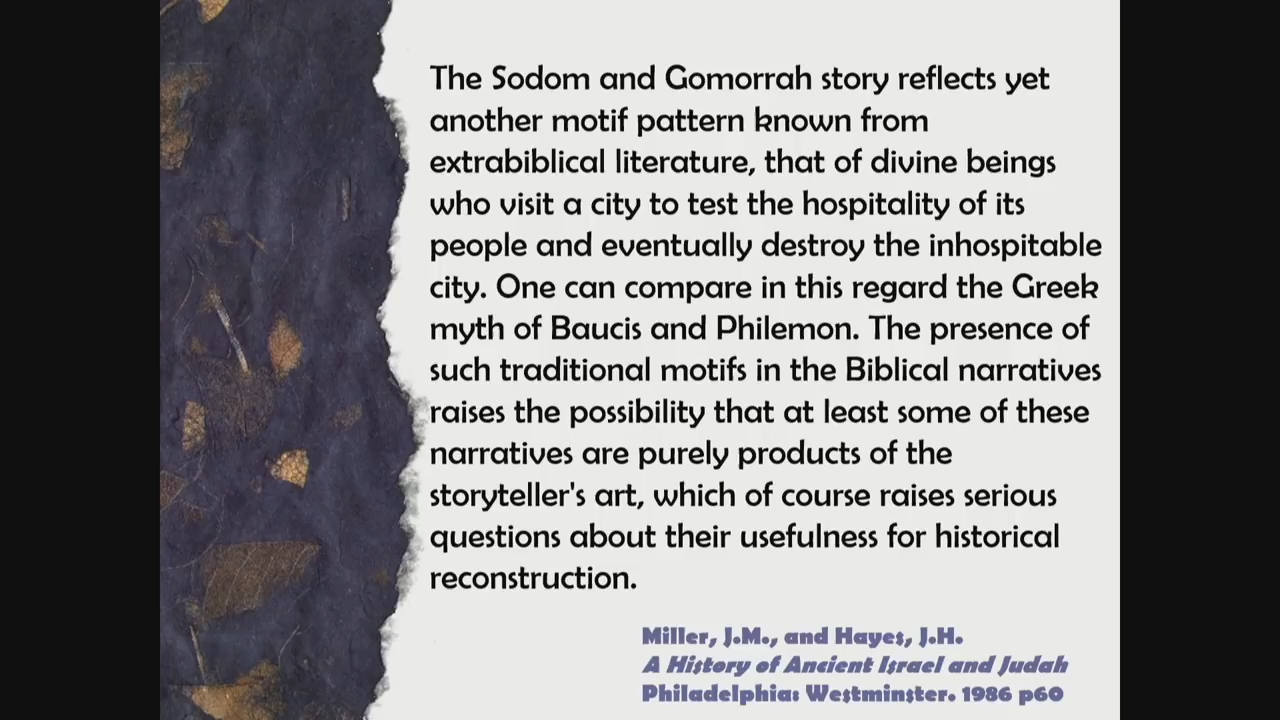 The Sodom and Gomorrah story reflects yet
another motif pattern known from
extrabiblical literature, that of divine beings
who visit a city to test the hospitality of its
people and eventually destroy the inhospitable
city. One can compare in this regard the Greek
myth of Baucis and Philemon. The presence of
such traditional motifs in the Biblical narratives
raises the possibility that at least some of these
narratives are purely products of the
storyteller's art, which of course raises serious
questions about their usefulness for historical
reconstruction.
Miller, J.M., and Hayes, J.H.
A History of Ancient Israel and Judah
Philadelphia: Westminster. 1986 p60